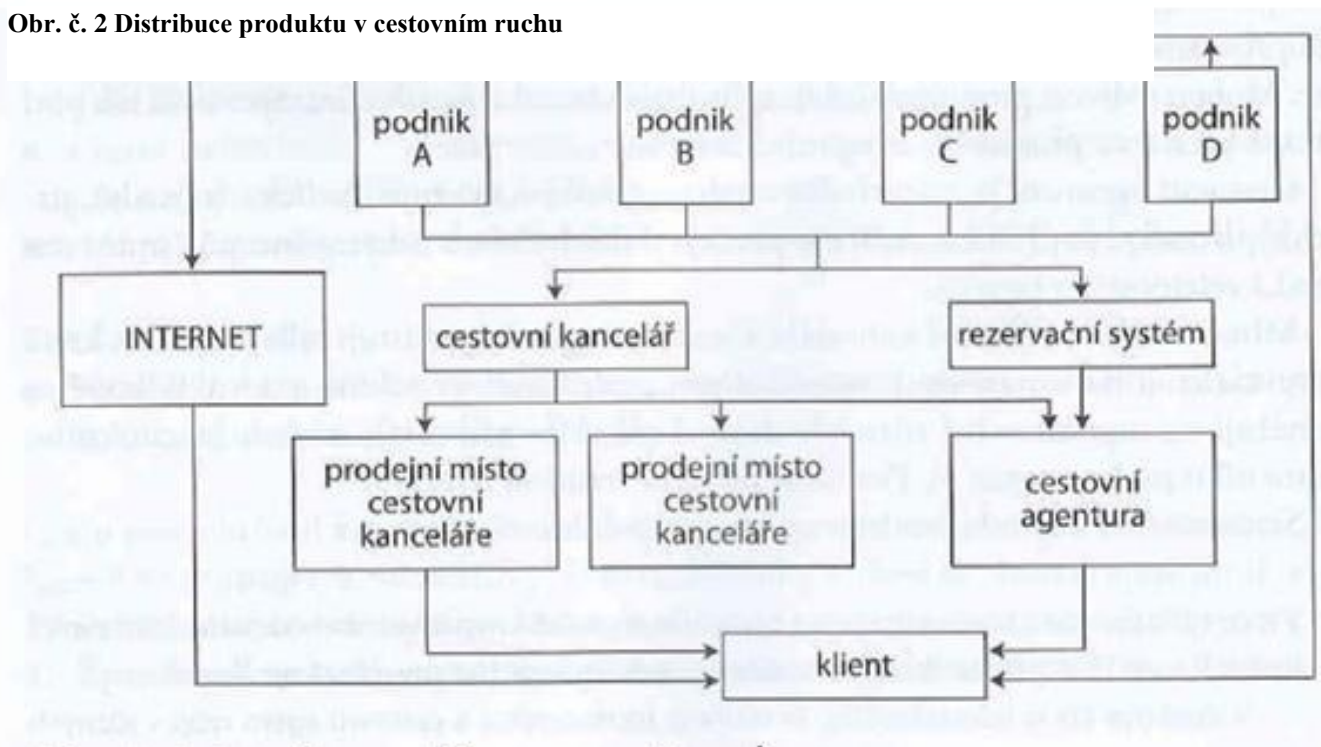 Obr. č. 2 Distribuce produktu v cestovním ruchu
podnik
A
podnik
B
podnik
C
podnik
D
INTERNET
cestovní kancelář
rezervační systém
prodejní místo
cestovní
kanceláře
prodejní místo
cestovní
kanceláře
cestovní
agentura
klient